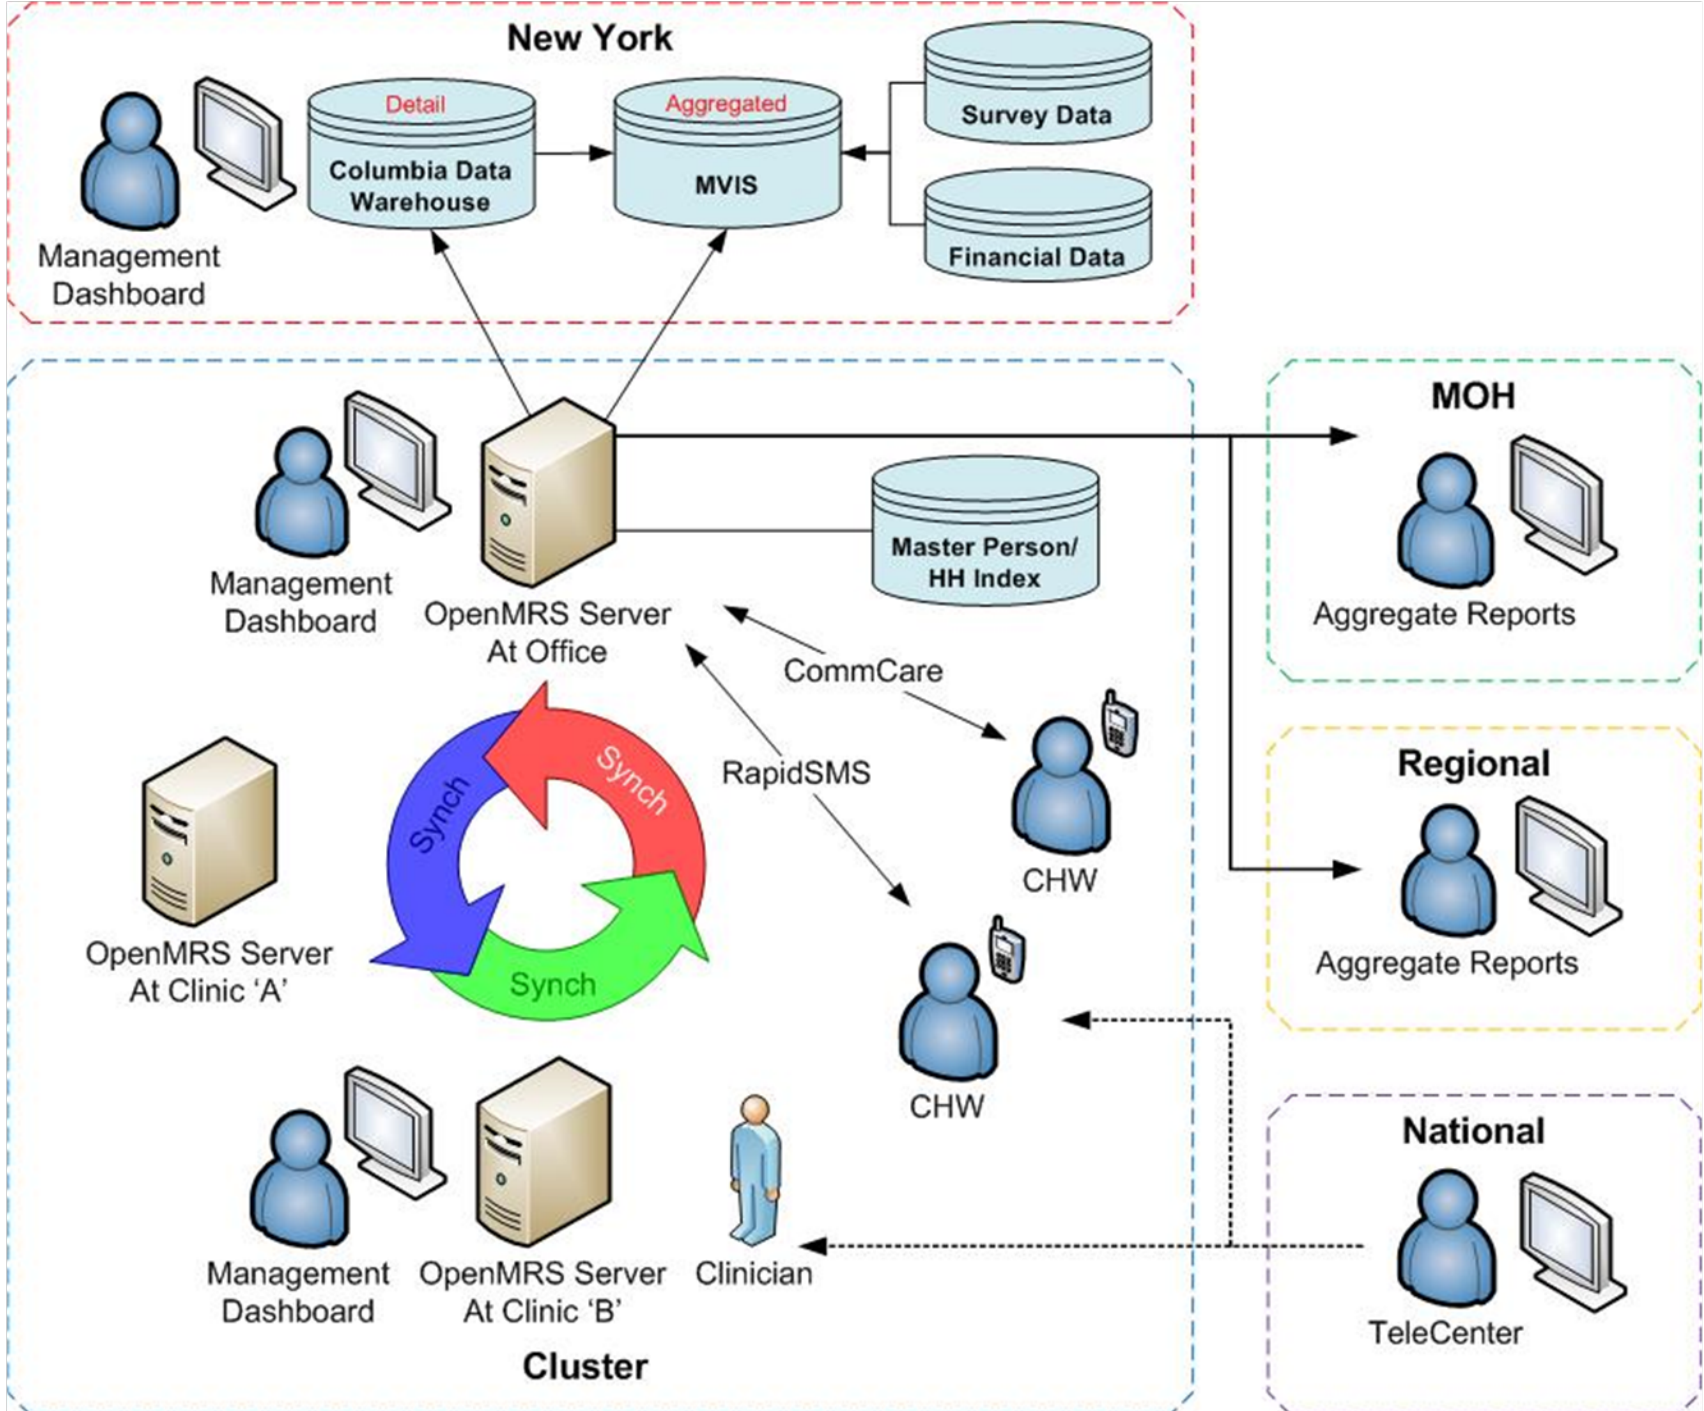 New York
Detail
Columbia Data
Warehouse
Aggregated
MVIS
Survey Data
Financial Data
Management
Dashboard
Management
Dashboard
OpenMRS Server
At Office
Master Person/
HH Index
CommCare
RapidSMS
CHW
CHW
Synch
Synch
Synch
OpenMRS Server
At Clinic ‘A’
Management
Dashboard
OpenMRS Server
At Clinic ‘B’
Clinician
Cluster
MOH
Aggregate Reports
Regional
Aggregate Reports
National
TeleCenter